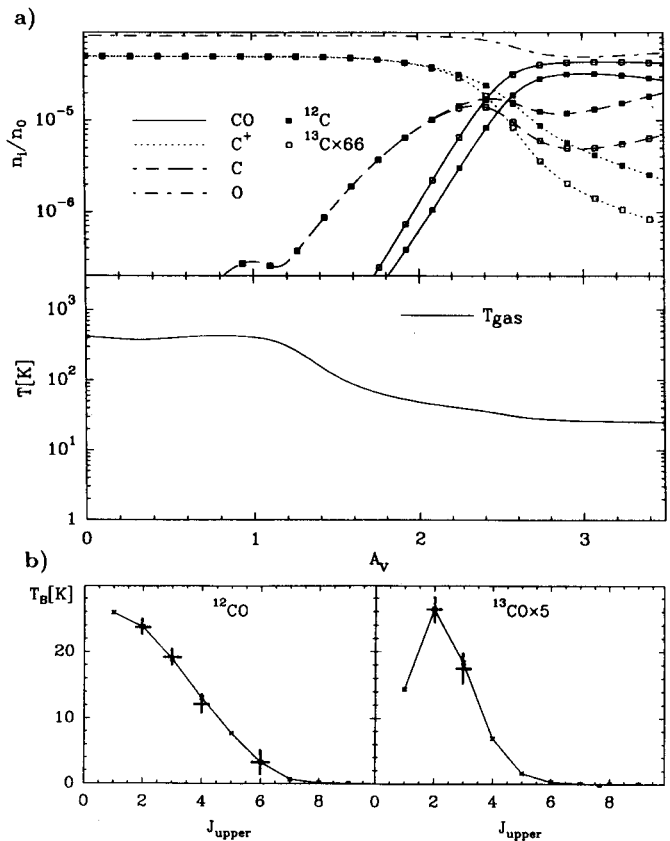 a)
n_i/n_0
10^-5
10^-6
CO
C^+
C
O
^12C
^13C×66
T[K]
10^3
10^2
10^1
1
T_gas
0 1 2 3
A_V
b)
T_B[K]
^12CO
^13CO×5
20
10
0
0 2 4 6 8 0 2 4 6 8
J_upper J_upper